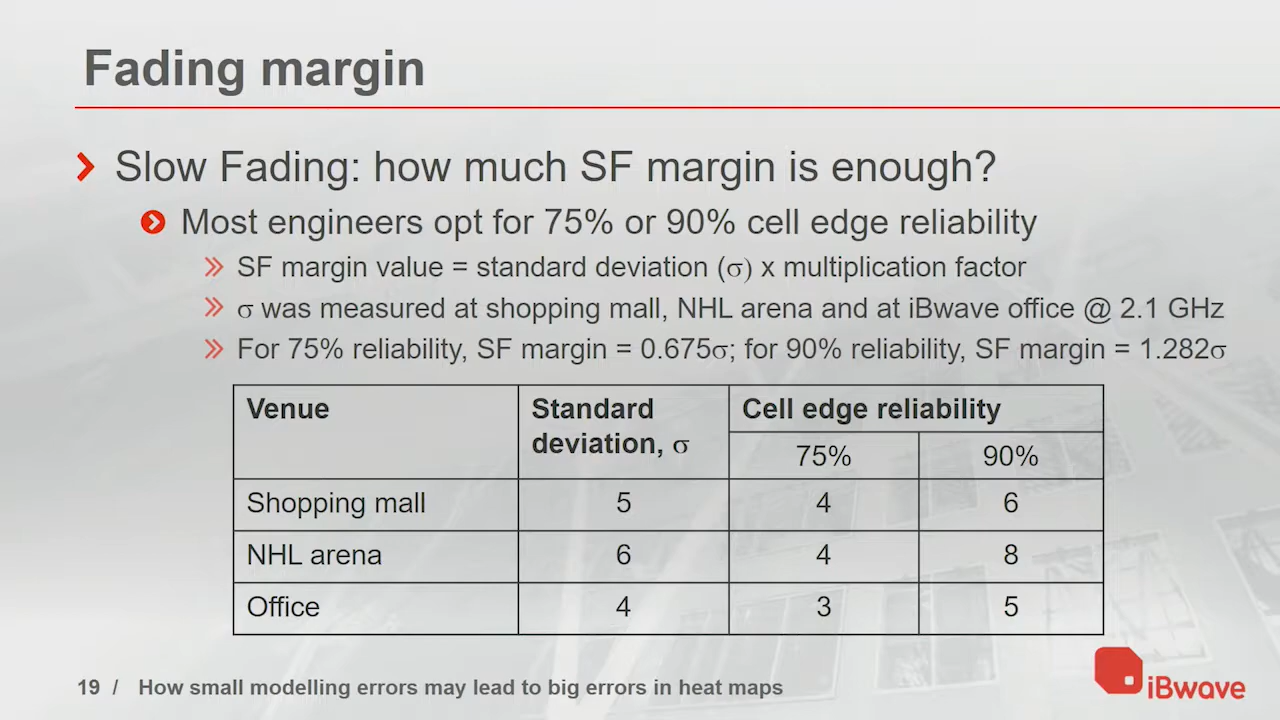 Fading margin
Slow Fading: how much SF margin is enough?
Most engineers opt for 75% or 90% cell edge reliability
SF margin value = standard deviation (σ) x multiplication factor
σ was measured at shopping mall, NHL arena and at iBwave office @ 2.1 GHz
For 75% reliability, SF margin = 0.675σ; for 90% reliability, SF margin = 1.282σ
Venue Standard deviation, σ Cell edge reliability
75% 90%
Shopping mall 5 4 6
NHL arena 6 4 8
Office 4 3 5
19 / How small modelling errors may lead to big errors in heat maps
iBwave